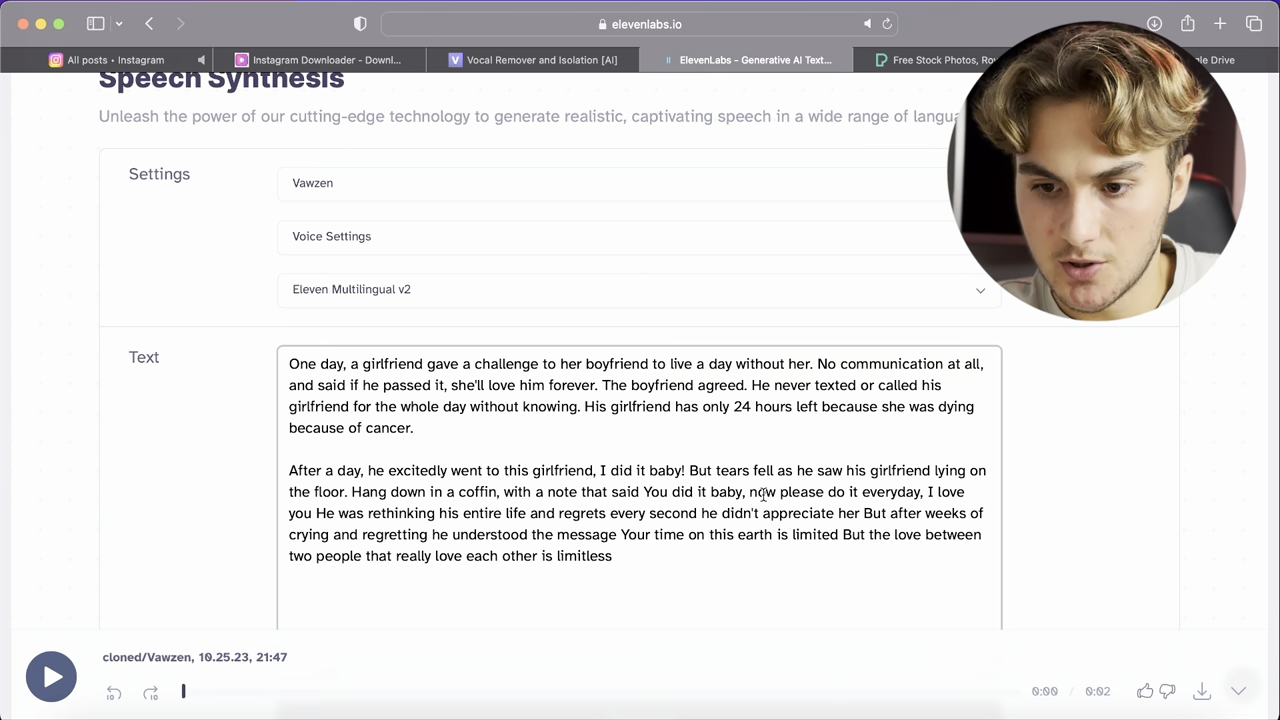 elevenlabs.io
All posts • Instagram
Instagram Downloader - Downl...
Vocal Remover and Isolation [AI]
ElevenLabs - Generative AI Text...
Free Stock Photos, Ro
gle Drive
Speech Synthesis
Unleash the power of our cutting-edge technology to generate realistic, captivating speech in a wide range of langu
Settings
Vawzen
Voice Settings
Eleven Multilingual v2
Text
One day, a girlfriend gave a challenge to her boyfriend to live a day without her. No communication at all,
and said if he passed it, she'll love him forever. The boyfriend agreed. He never texted or called his
girlfriend for the whole day without knowing. His girlfriend has only 24 hours left because she was dying
because of cancer.
After a day, he excitedly went to this girlfriend, I did it baby! But tears fell as he saw his girlfriend lying on
the floor. Hang down in a coffin, with a note that said You did it baby, now please do it everyday, I love
you He was rethinking his entire life and regrets every second he didn't appreciate her But after weeks of
crying and regretting he understood the message Your time on this earth is limited But the love between
two people that really love each other is limitless
cloned/Vawzen, 10.25.23, 21:47
0:00 / 0:02